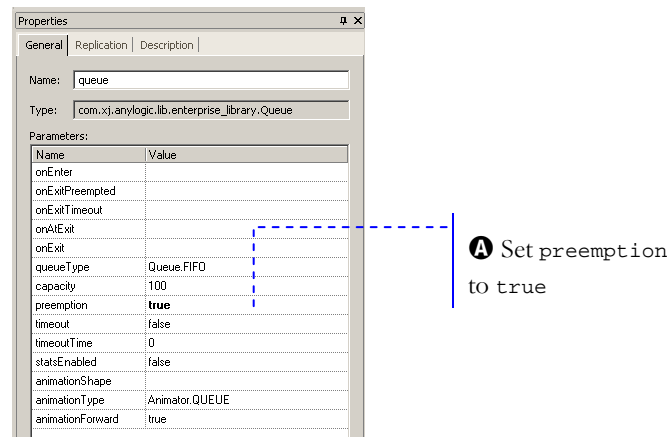 Properties
General Replication Description
Name: queue
Type: com.xj.anylogic.lib.enterprise_library.Queue
Parameters:
Name Value
onEnter
onExitPreempted
onExitTimeout
onAtExit
onExit
queueType Queue.FIFO
capacity 100
preemption true
timeout false
timeoutTime 0
statsEnabled false
animationShape
animationType Animator.QUEUE
animationForward true
A Set preemption
to true